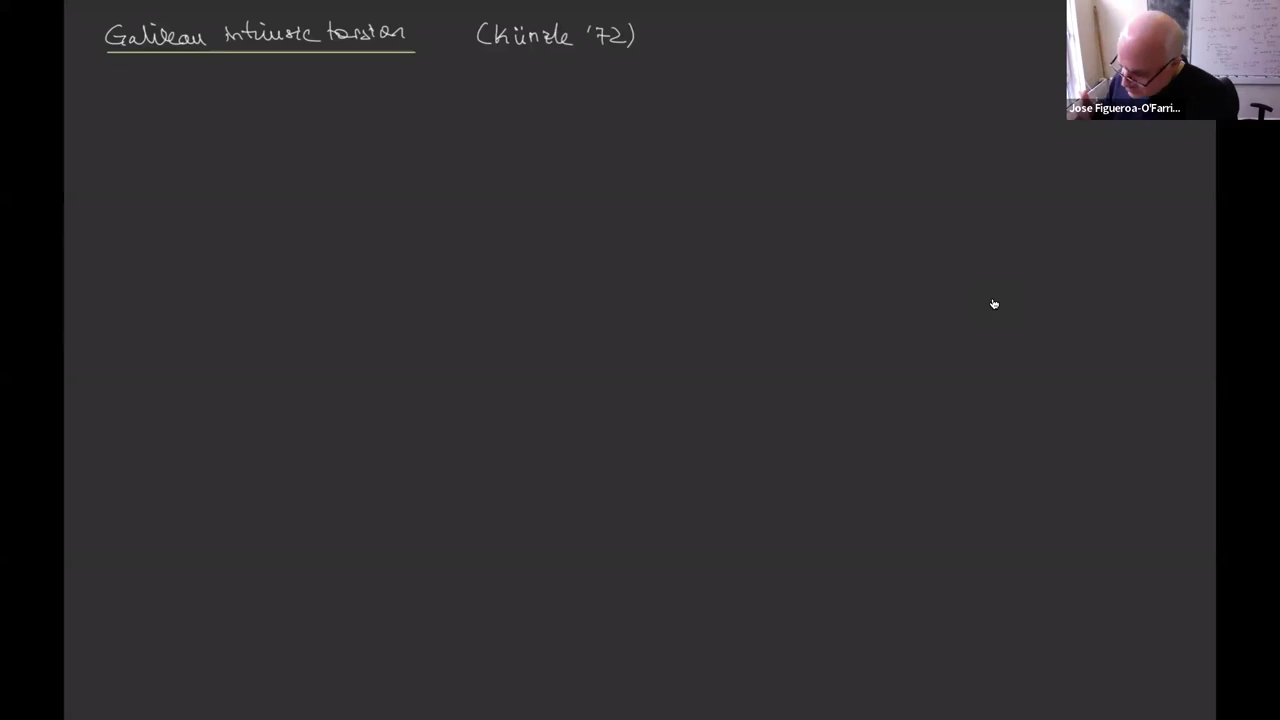 Galilean intrinsic torsion (Künzle '72)
Jose Figueroa-O'Farri...